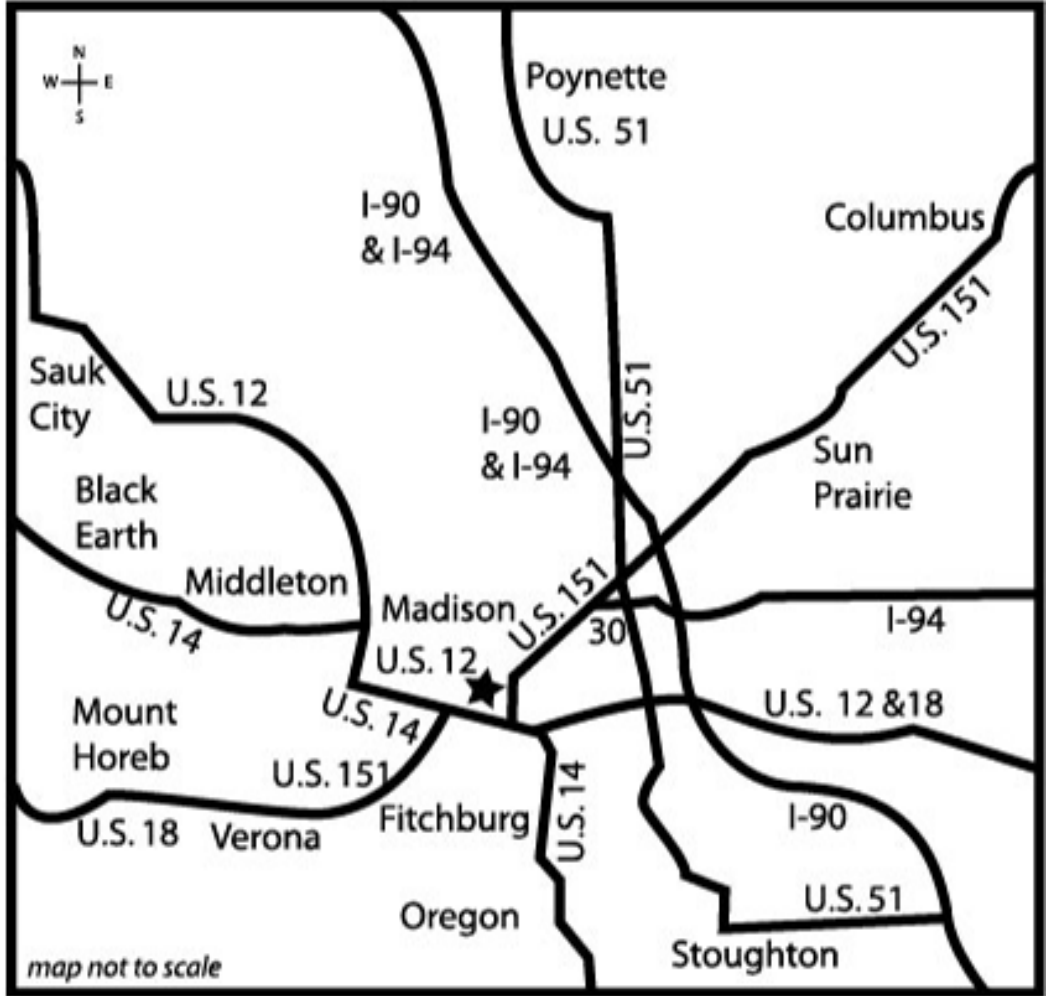 N
W E
S
Poynette
U.S. 51
I-90
& I-94
Columbus
U.S. 151
Sauk
City
U.S. 12
U.S. 51
I-90
& I-94
Sun
Prairie
Black
Earth
Middleton
U.S. 14
Madison
U.S. 151
30
I-94
U.S. 12
U.S. 14
U.S. 12 &18
Mount
Horeb
U.S. 151
U.S. 18
Verona
Fitchburg
U.S. 14
I-90
Oregon
U.S. 51
Stoughton
map not to scale